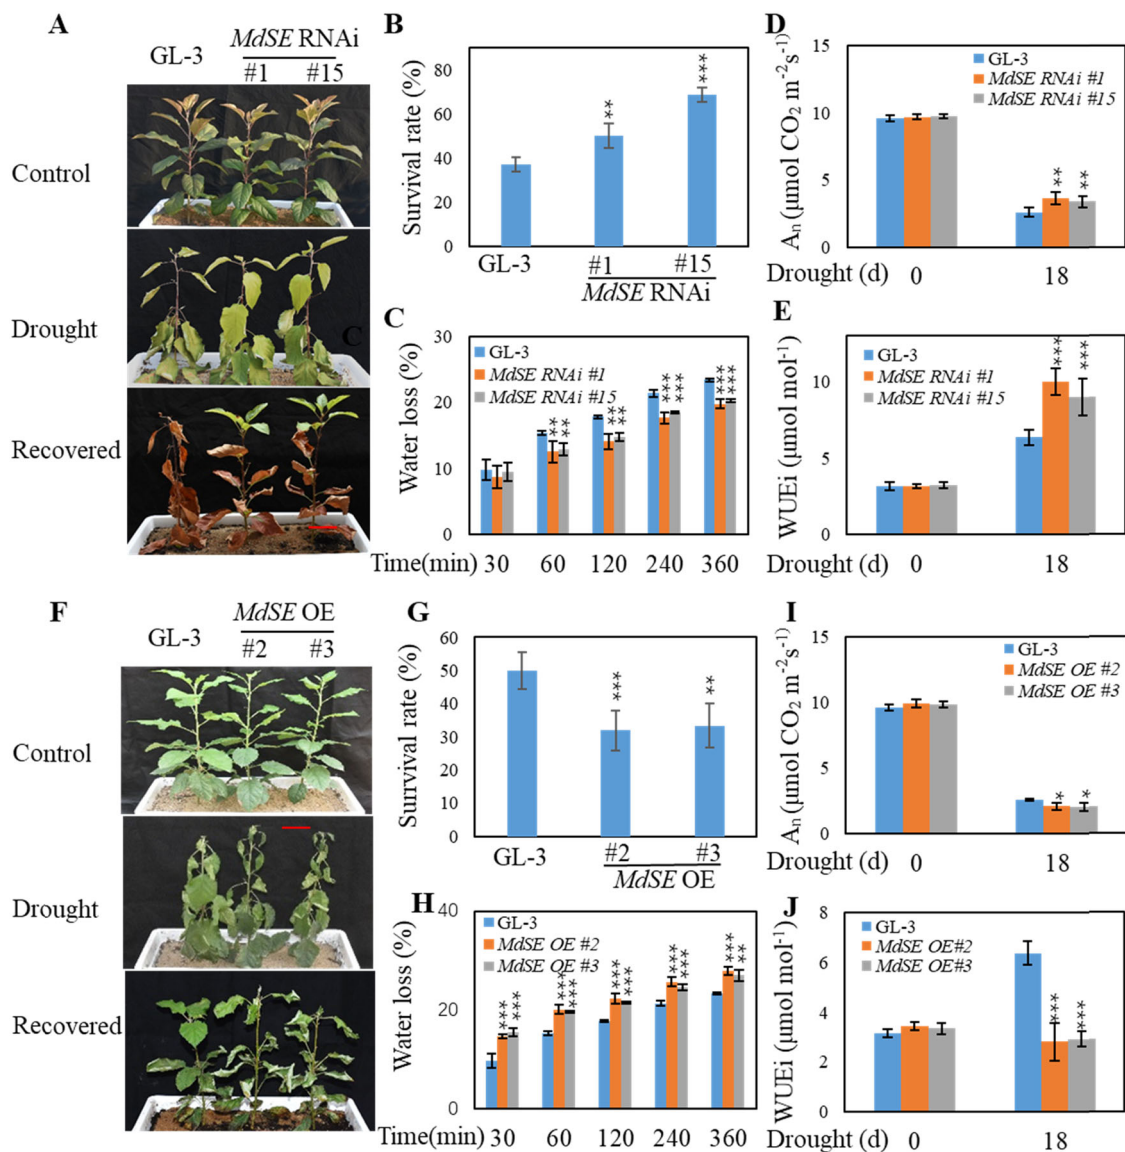 A
MdSE RNAi
GL-3
#1 #15
Control
Drought
C
Recovered
B
Survival rate (%)
80
60
40
20
0
** ***
GL-3 #1 #15
MdSE RNAi
C
Water loss (%)
30
20
10
0
GL-3
MdSE RNAi #1
MdSE RNAi #15
** ** ** ** *** *** *** ***
Time(min) 30 60 120 240 360
D
An (µmol CO2 m-2s-1)
15
10
5
0
GL-3
MdSE RNAi #1
MdSE RNAi #15
** **
Drought (d) 0 18
E
WUEi (µmol mol-1)
10
5
0
GL-3
MdSE RNAi #1
MdSE RNAi #15
*** ***
Drought (d) 0 18
F
MdSE OE
GL-3
#2 #3
Control
Drought
Recovered
G
Surrival rate (%)
60
50
40
30
20
10
0
*** **
GL-3 #2 #3
MdSE OE
H
Water loss (%)
40
20
0
GL-3
MdSE OE #2
MdSE OE #3
*** *** *** *** *** *** *** *** *** **
Time(min) 30 60 120 240 360
I
An (µmol CO2 m-2s-1)
15
10
5
0
GL-3
MdSE OE #2
MdSE OE #3
* *
Drought (d) 0 18
J
WUEi (µmol mol-1)
8
6
4
2
0
GL-3
MdSE OE#2
MdSE OE#3
*** ***
Drought (d) 0 18